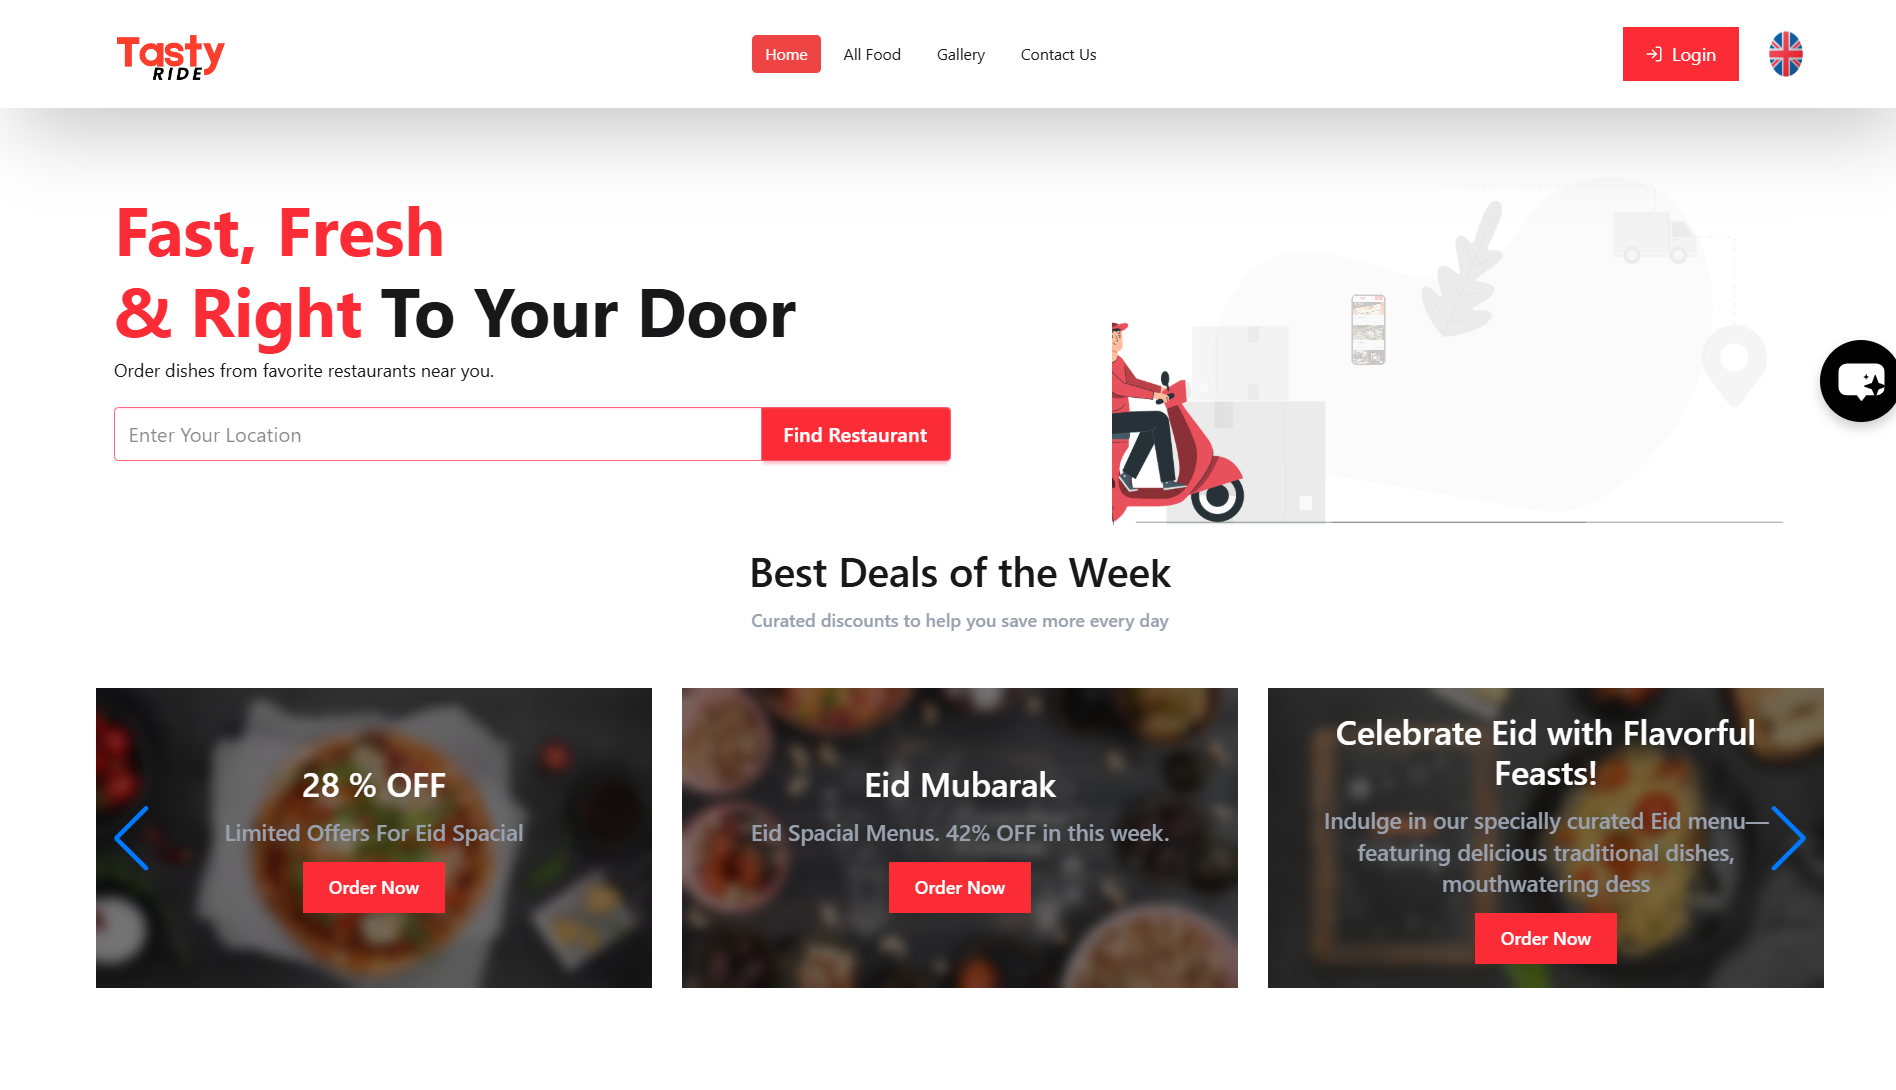 Tasty
RIDE
Home
All Food
Gallery
Contact Us
Login
Fast, Fresh
& Right To Your Door
Order dishes from favorite restaurants near you.
Enter Your Location
Find Restaurant
Best Deals of the Week
Curated discounts to help you save more every day
28 % OFF
Limited Offers For Eid Spacial
Order Now
Eid Mubarak
Eid Spacial Menus. 42% OFF in this week.
Order Now
Celebrate Eid with Flavorful
Feasts!
Indulge in our specially curated Eid menu—
featuring delicious traditional dishes,
mouthwatering dess
Order Now